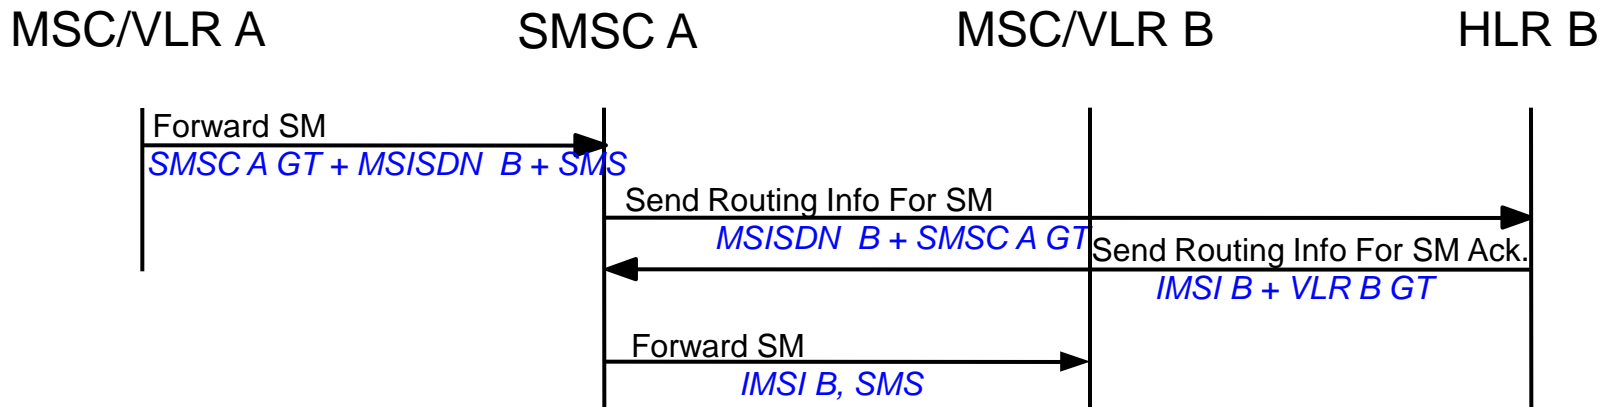 MSC/VLR A SMSC A MSC/VLR B HLR B
Forward SM
SMSC A GT + MSISDN B + SMS
Send Routing Info For SM
MSISDN B + SMSC A GT
Send Routing Info For SM Ack.
IMSI B + VLR B GT
Forward SM
IMSI B, SMS